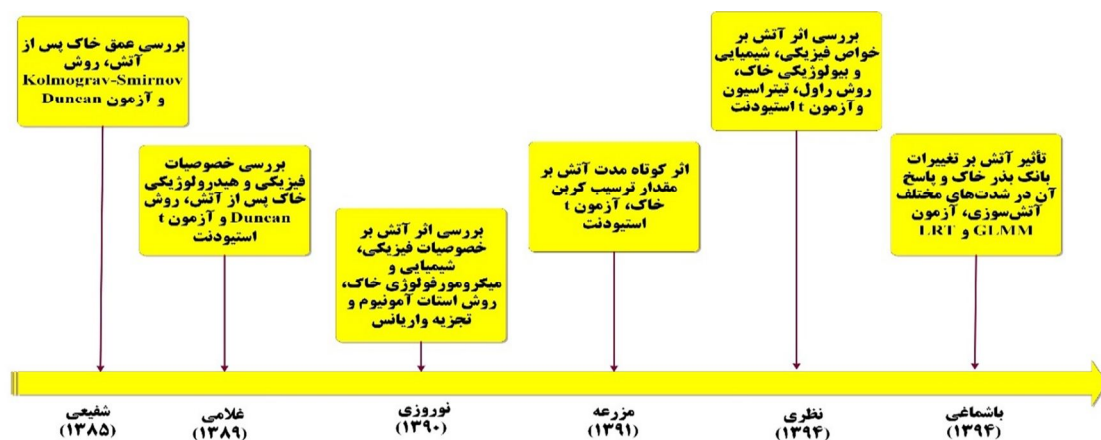 بررسی عمق خاک پس از
آتش، روش
Kolmograv-Smirnov
و آزمون Duncan
بررسی خصوصیات
فیزیکی و هیدرولوژیکی
خاک پس از آتش، روش
Duncan و آزمون t
استیودنت
بررسی اثر آتش بر
خصوصیات فیزیکی،
شیمیایی و
میکرومورفولوژی خاک،
روش استات آمونیوم و
تجزیه واریانس
اثر کوتاه مدت آتش بر
مقدار ترسیب کربن
خاک، آزمون t
استیودنت
بررسی اثر آتش بر
خواص فیزیکی، شیمیایی
و بیولوژیکی خاک،
روش راول، تیتراسیون
وآزمون t استیودنت
تأثیر آتش بر تغییرات
بانک بذر خاک و پاسخ
آن در شدت‌های مختلف
آتش‌سوزی، آزمون
GLMM و LRT
شفیعی
(۱۳۸۵)
غلامی
(۱۳۸۹)
نوروزی
(۱۳۹۰)
مزرعه
(۱۳۹۱)
نظری
(۱۳۹۴)
باشماغی
(۱۳۹۴)